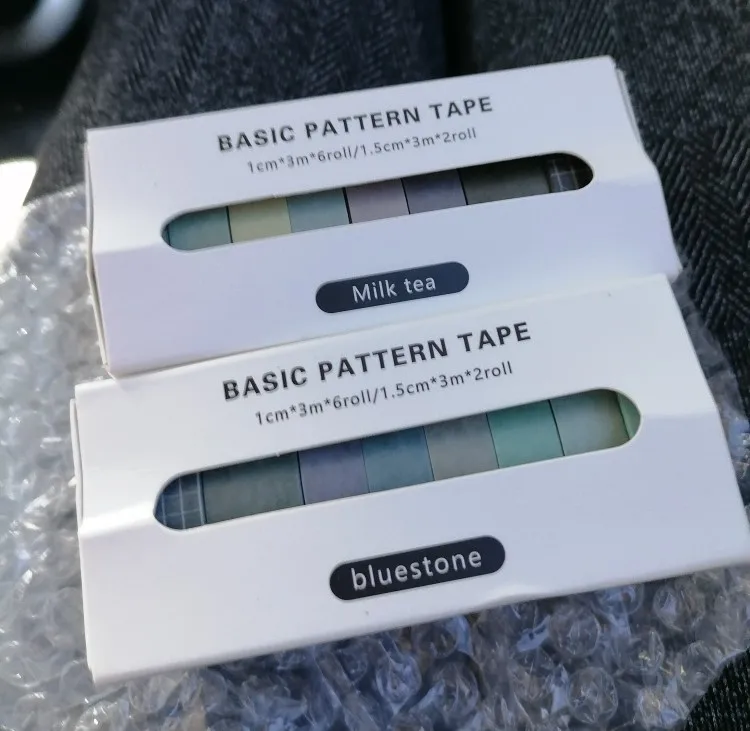 BASIC PATTERN TAPE
1cm*3m*6roll/1.5cm*3m*2roll
Milk tea
BASIC PATTERN TAPE
1cm*3m*6roll/1.5cm*3m*2roll
bluestone